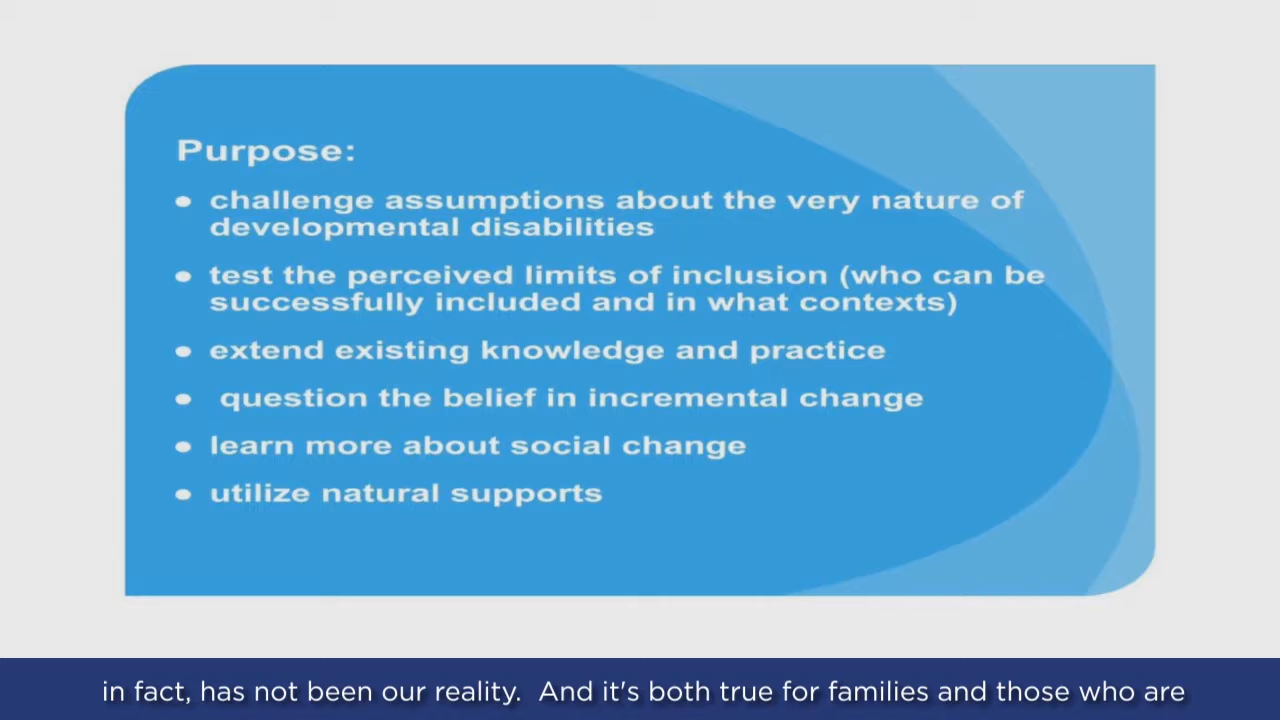 Purpose:
• challenge assumptions about the very nature of
developmental disabilities
• test the perceived limits of inclusion (who can be
successfully included and in what contexts)
• extend existing knowledge and practice
• question the belief in incremental change
• learn more about social change
• utilize natural supports
in fact, has not been our reality.  And it's both true for families and those who are